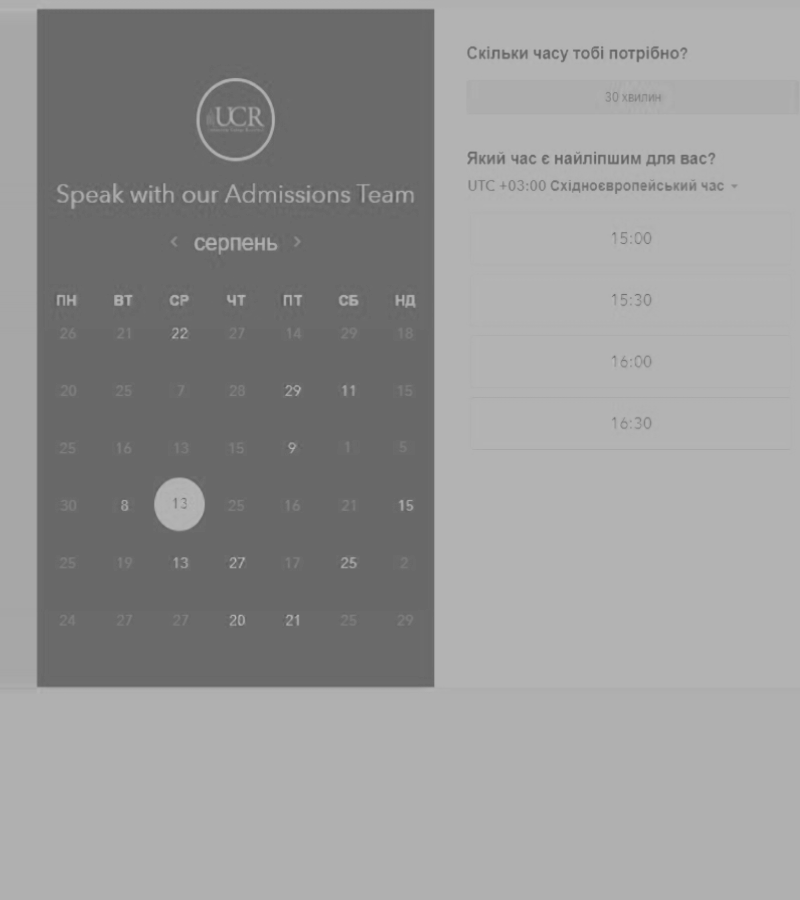 UCR
Speak with our Admissions Team
< серпень >
ПН ВТ СР ЧТ ПТ СБ НД
26 21 22 27 14 29 18
20 25 7 28 29 11 15
25 16 13 15 9 1 5
30 8 13 25 16 21 15
25 19 13 27 17 25 2
24 27 27 20 21 25 29
Скільки часу тобі потрібно?
30 хвилин
Який час є найліпшим для вас?
UTC +03:00 Східноєвропейський час
15:00
15:30
16:00
16:30